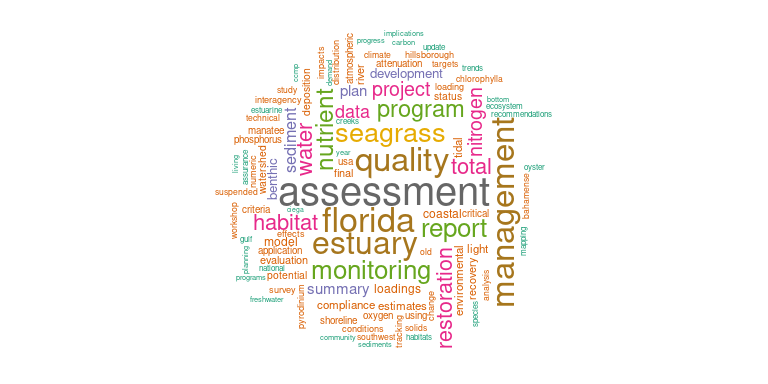 implications
progress
carbon
update
climate
hillsborough
impacts
distribution
atmospheric
attenuation
targets
river
development
trends
ccmp
demand
chlorophylla
study
deposition
plan
project
loading
interagency
status
bottom
estuarine
nutrient
data
program
ecosystem
technical
creeks
nitrogen
recommendations
manatee
water
seagrass
phosphorus
sediment
tidal
management
year
quality
living
assurance
numeric
watershed
benthic
usa
total
oyster
final
suspended
assessment
bahamense
workshop
criteria
ciega
florida
coastal
critical
habitat
report
gulf
effects
model
estuary
mapping
application
old
light
planning
evaluation
national
monitoring
restoration
environmental
recovery
analysis
programs
potential
survey
summary
loadings
freshwater
pyrodinium
compliance
estimates
change
species
shoreline
oxygen
using
conditions
tracking
solids
community
southwest
habitats
sediments